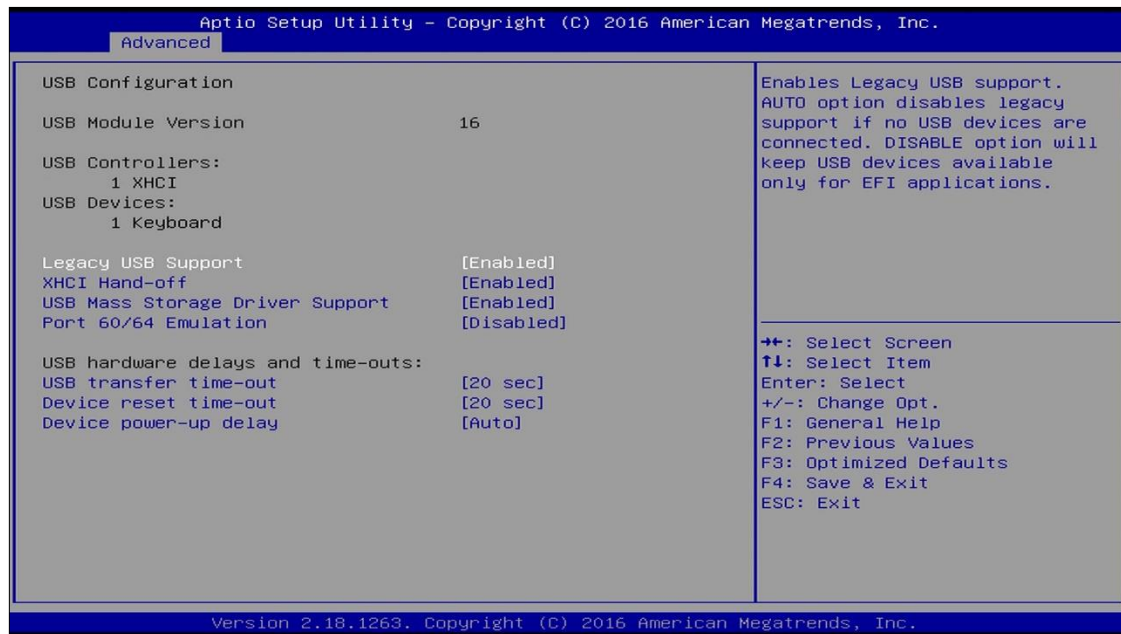 Aptio Setup Utility – Copyright (C) 2016 American Megatrends, Inc.
Advanced
USB Configuration
USB Module Version 16
USB Controllers:
1 XHCI
USB Devices:
1 Keyboard
Legacy USB Support [Enabled]
XHCI Hand-off [Enabled]
USB Mass Storage Driver Support [Enabled]
Port 60/64 Emulation [Disabled]
USB hardware delays and time-outs:
USB transfer time-out [20 sec]
Device reset time-out [20 sec]
Device power-up delay [Auto]
Enables Legacy USB support.
AUTO option disables legacy
support if no USB devices are
connected. DISABLE option will
keep USB devices available
only for EFI applications.
→←: Select Screen
↑↓: Select Item
Enter: Select
+/-: Change Opt.
F1: General Help
F2: Previous Values
F3: Optimized Defaults
F4: Save & Exit
ESC: Exit
Version 2.18.1263. Copyright (C) 2016 American Megatrends, Inc.